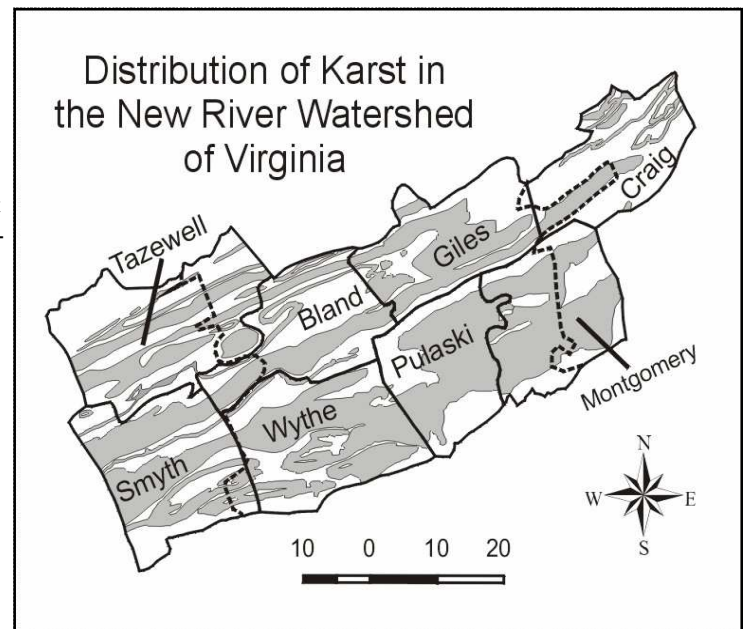 Distribution of Karst in
the New River Watershed
of Virginia
Craig
Tazewell
Giles
Bland
Pulaski
Montgomery
Wythe
Smyth
N
W E
S
10 0 10 20